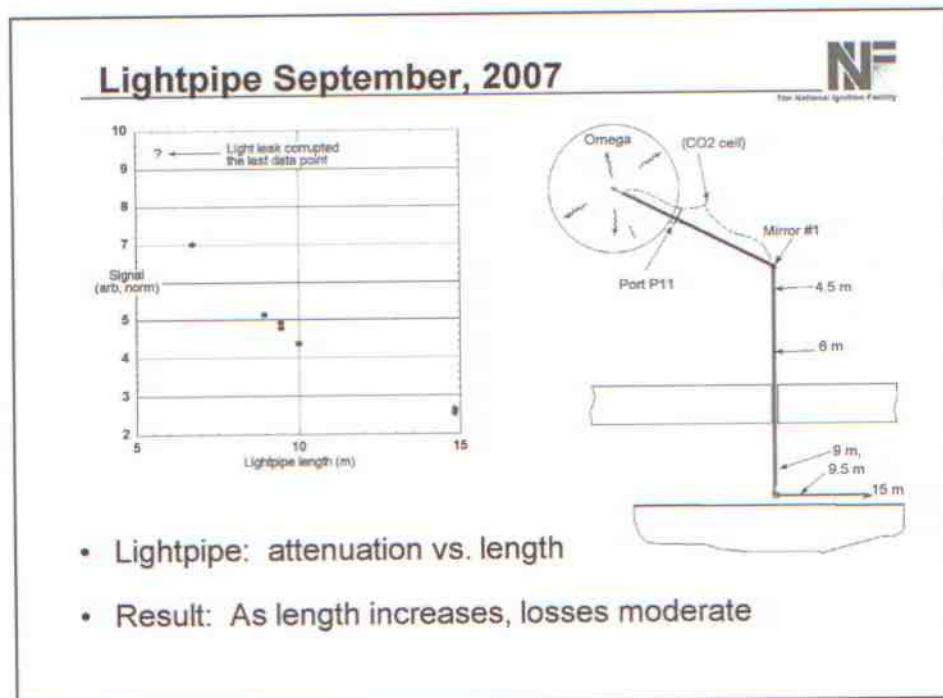 Lightpipe September, 2007
The National Ignition Facility
10
9
8
7
6
5
4
3
2
? Light leak corrupted
the last data point
Signal
(arb, norm)
5
10
15
Lightpipe length (m)
Omega
(CO2 cell)
Mirror #1
Port P11
4.5 m
6 m
9 m,
9.5 m
15 m
• Lightpipe: attenuation vs. length
• Result: As length increases, losses moderate